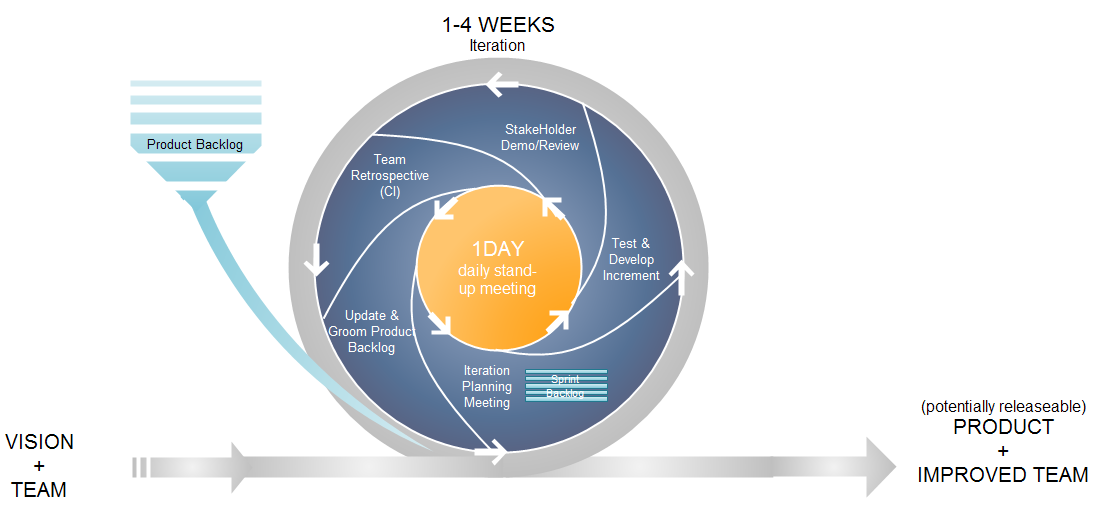 1-4 WEEKS
Iteration
Product Backlog
StakeHolder
Demo/Review
Team
Retrospective
(CI)
1DAY
daily stand-
up meeting
Test &
Develop
Increment
Update &
Groom Product
Backlog
Iteration
Planning
Meeting
Sprint
Backlog
VISION
+
TEAM
(potentially releaseable)
PRODUCT
+
IMPROVED TEAM